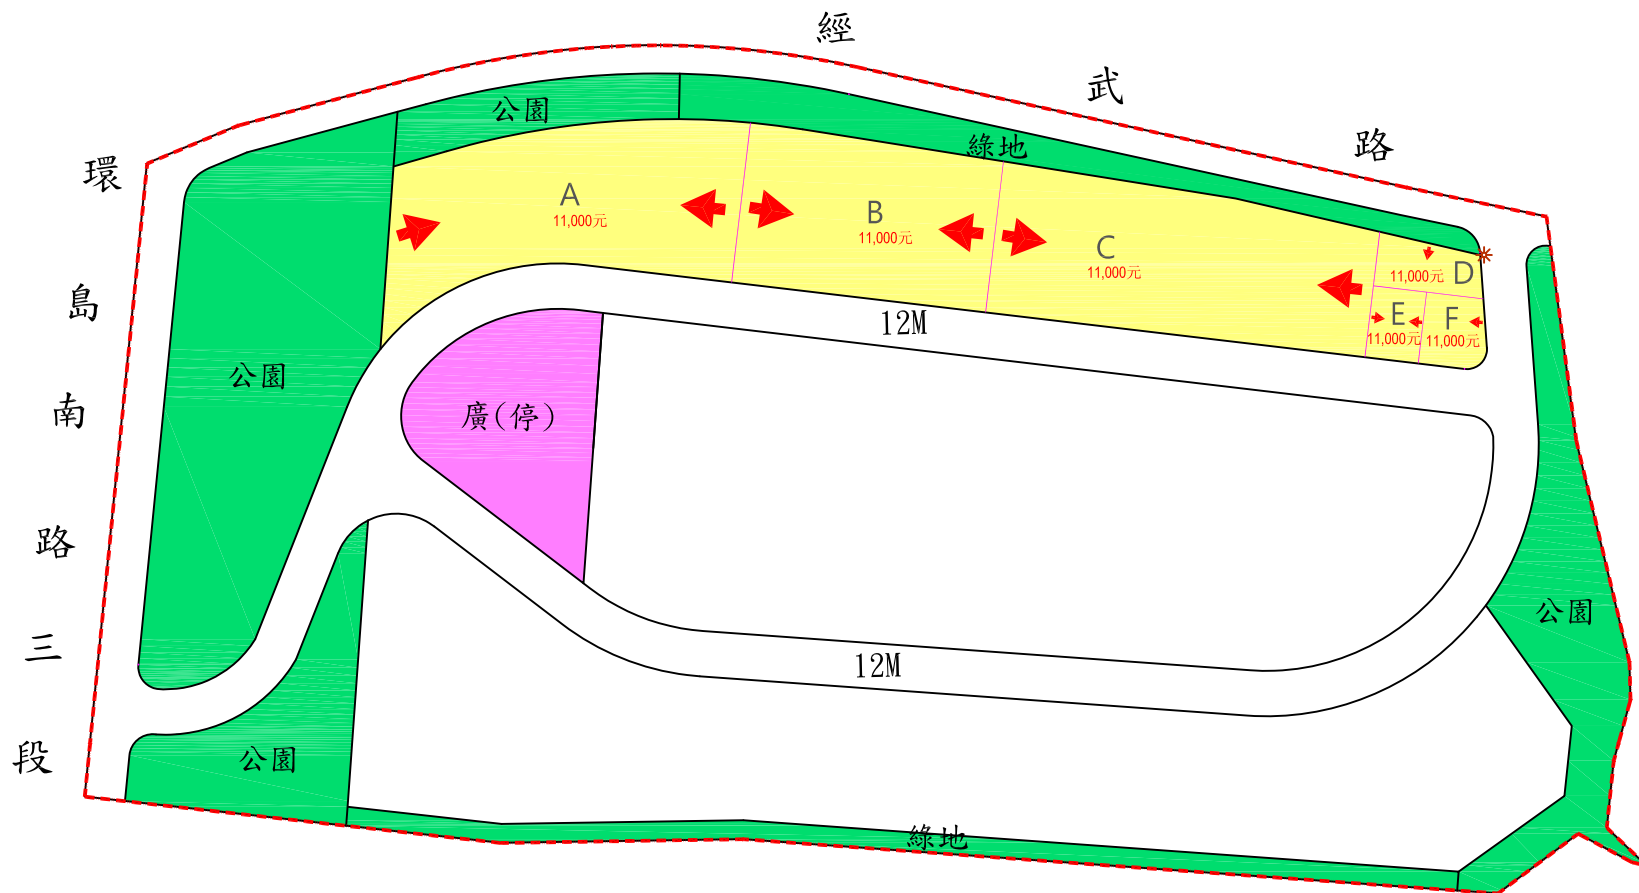 經武路
環島南路三段
公園
綠地
A
11,000元
B
11,000元
C
11,000元
D
11,000元
E
11,000元
F
11,000元
12M
公園
廣(停)
公園
12M
公園
綠地